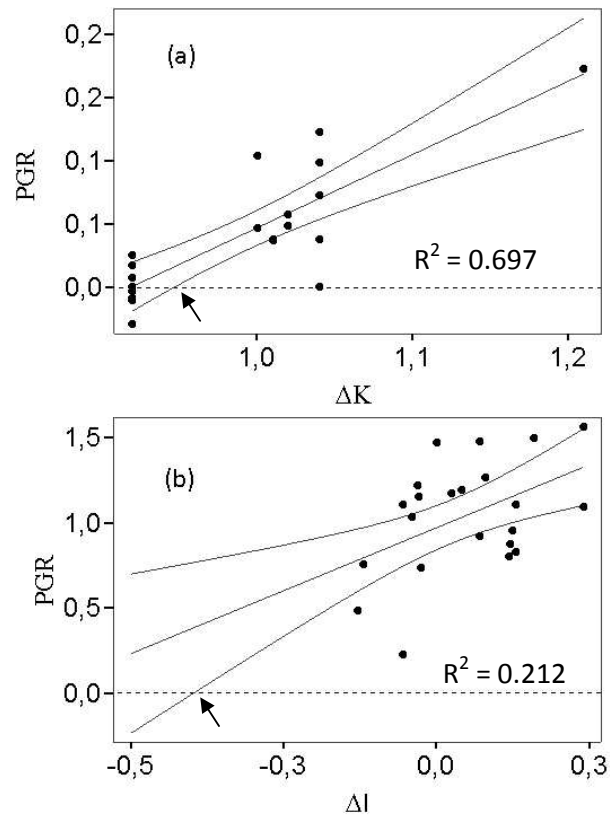 (a)
0,2
0,2
0,1
0,1
0,0
PGR
R² = 0.697
1,0
1,1
1,2
ΔK
(b)
1,5
1,0
0,5
0,0
PGR
R² = 0.212
-0,5
-0,3
0,0
0,3
ΔI